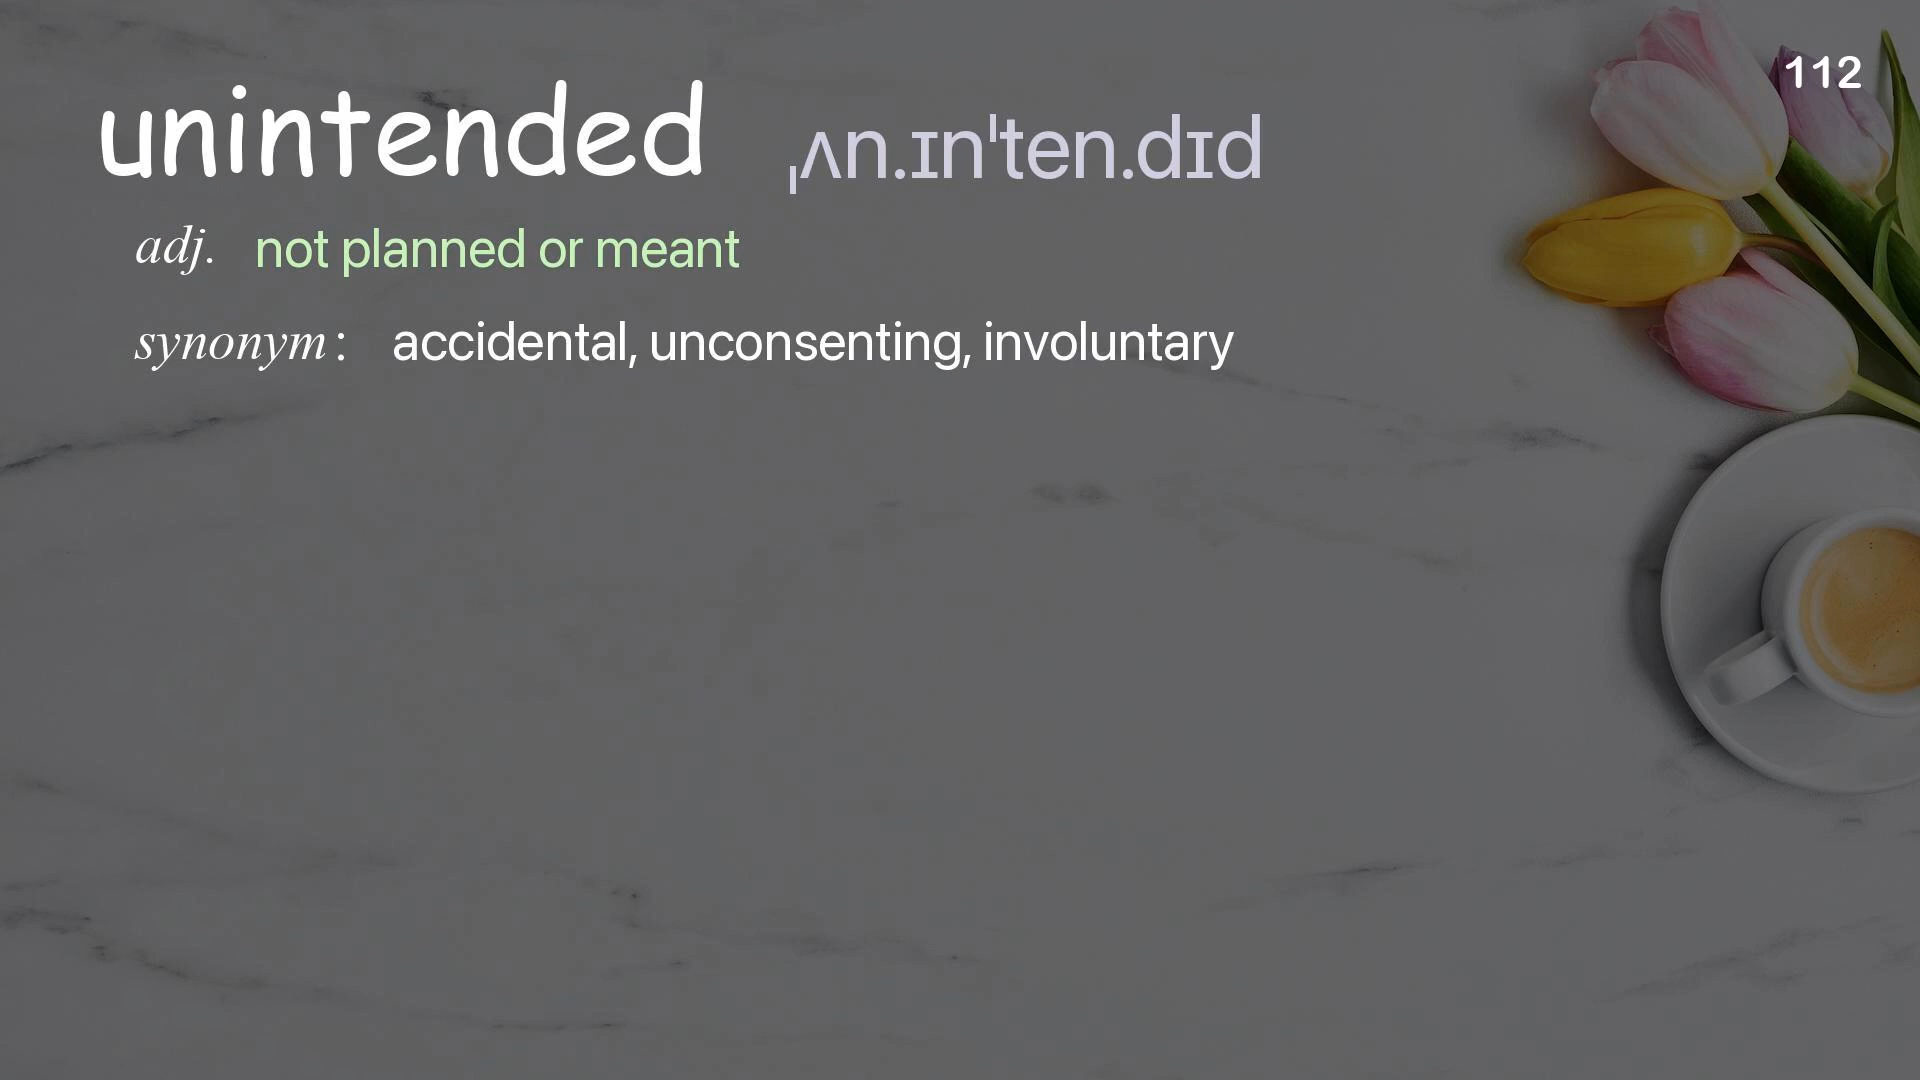 112
unintended ˌʌn.ɪnˈten.dɪd
adj. not planned or meant
synonym : accidental, unconsenting, involuntary